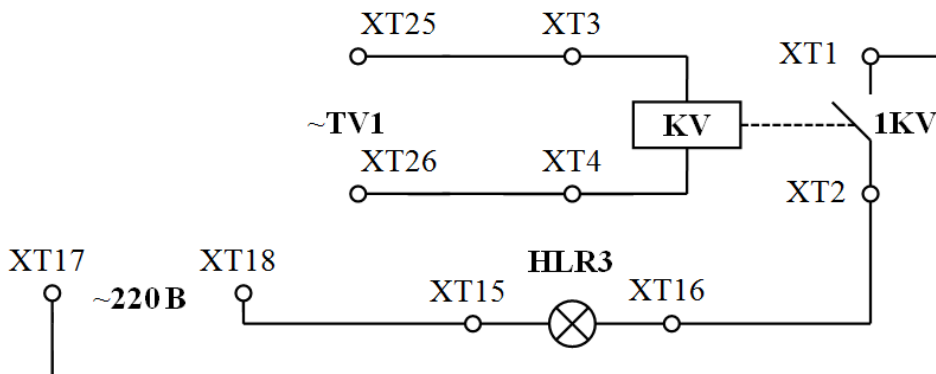 XT25
XT3
XT1
~TV1
KV
1KV
XT26
XT4
XT2
XT17
XT18
HLR3
~220 В
XT15
XT16